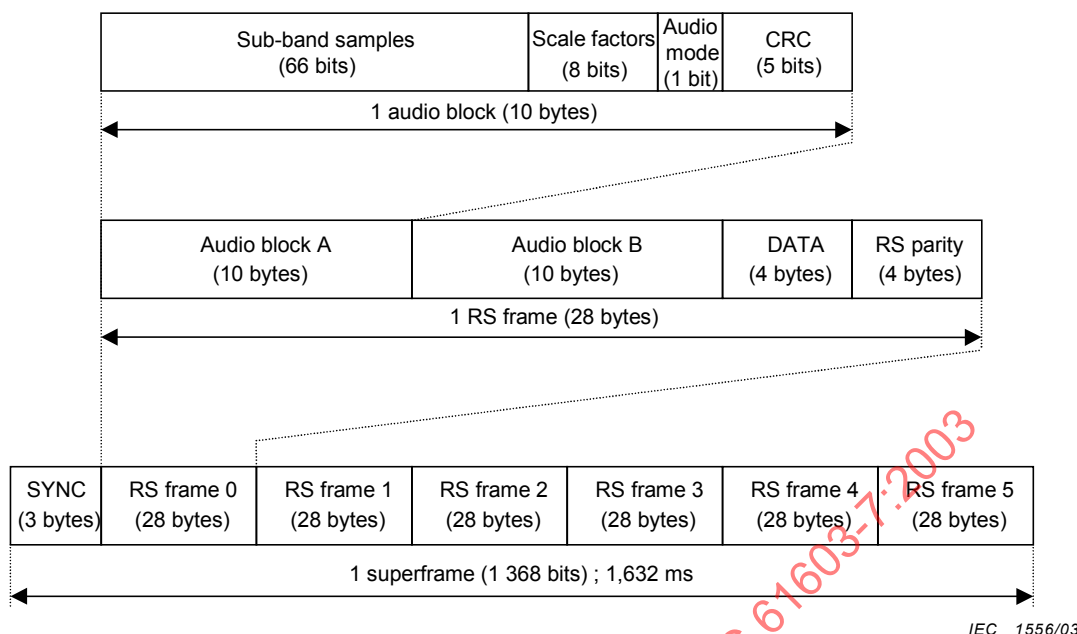 Sub-band samples
(66 bits)
Scale factors
(8 bits)
Audio
mode
(1 bit)
CRC
(5 bits)
1 audio block (10 bytes)
Audio block A
(10 bytes)
Audio block B
(10 bytes)
DATA
(4 bytes)
RS parity
(4 bytes)
1 RS frame (28 bytes)
SYNC
(3 bytes)
RS frame 0
(28 bytes)
RS frame 1
(28 bytes)
RS frame 2
(28 bytes)
RS frame 3
(28 bytes)
RS frame 4
(28 bytes)
RS frame 5
(28 bytes)
1 superframe (1 368 bits) ; 1,632 ms
61603-7:2003
IEC 1556/03